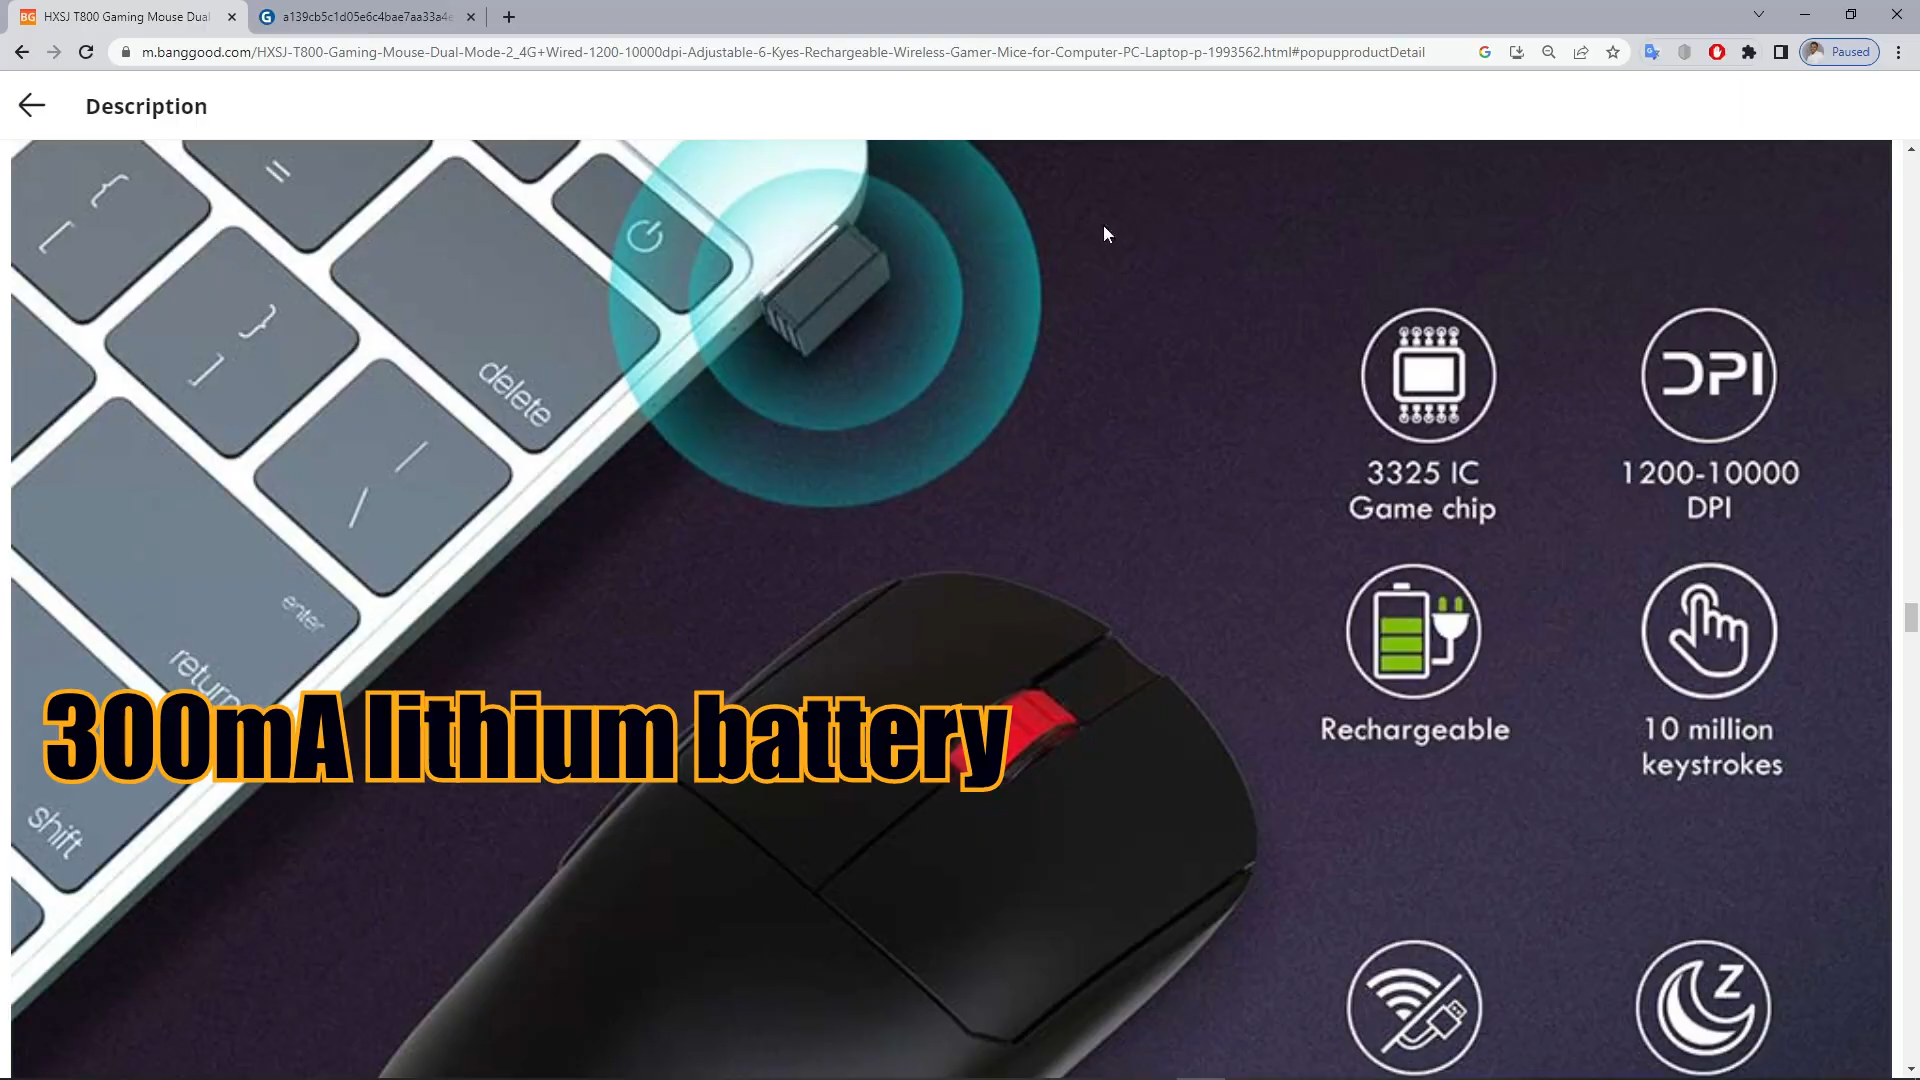 HXSJ T800 Gaming Mouse Dual
a139cb5c1d05e6c4bae7aa33a4e
m.banggood.com/HXSJ-T800-Gaming-Mouse-Dual-Mode-2_4G+Wired-1200-10000dpi-Adjustable-6-Kyes-Rechargeable-Wireless-Gamer-Mice-for-Computer-PC-Laptop-p-1993562.html#popupproductDetail
Paused
Description
{
[
=
}
]
delete
|
\
enter
return
shift
DPI
3325 IC
Game chip
1200-10000
DPI
Rechargeable
10 million
keystrokes
300mA lithium battery
Z